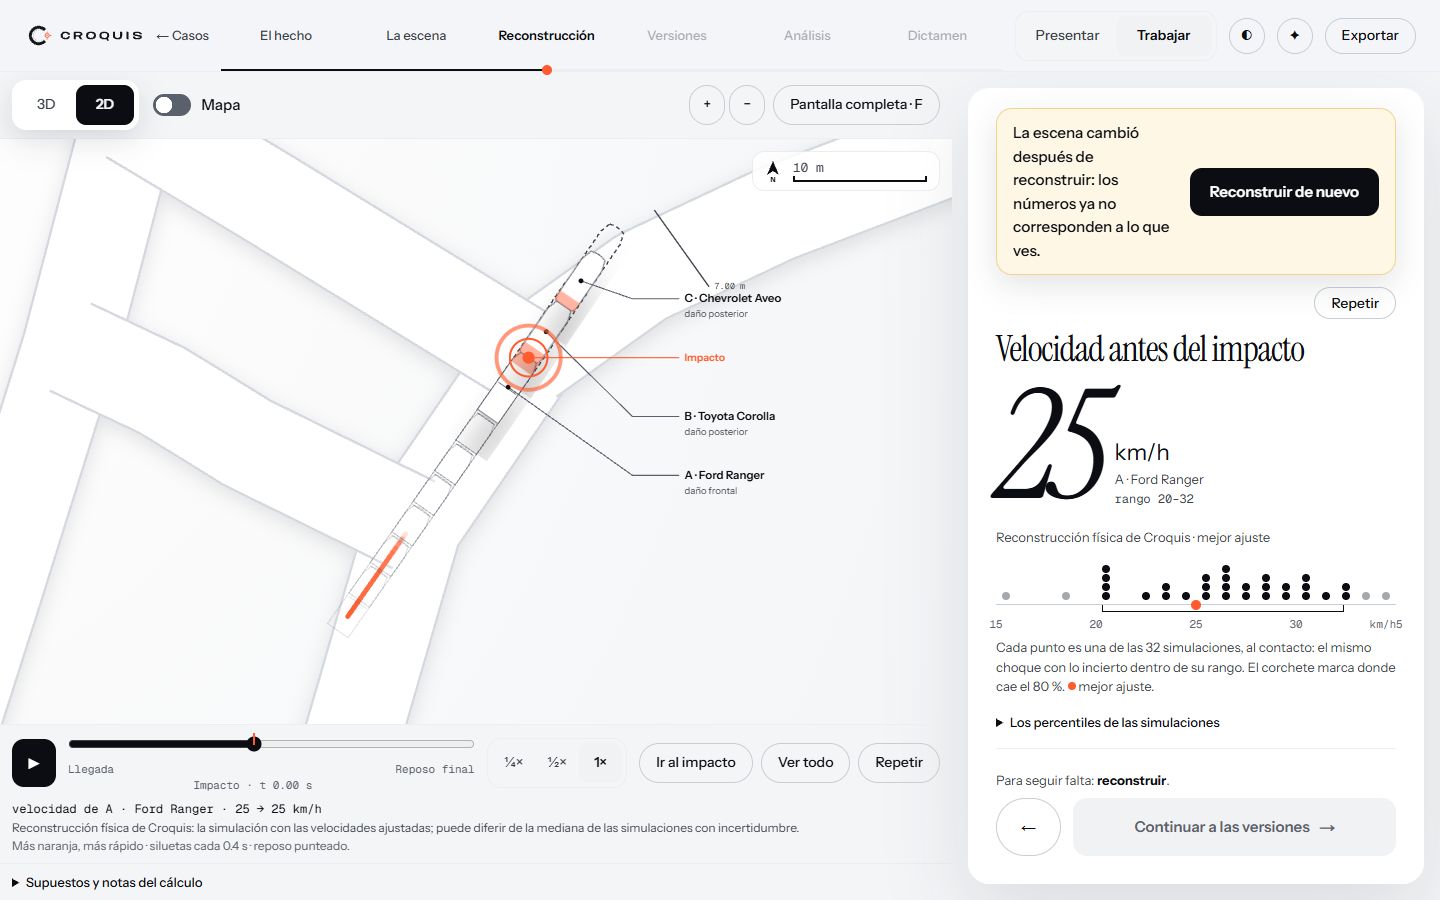 CROQUIS
← Casos
El hecho
La escena
Reconstrucción
Versiones
Análisis
Dictamen
Presentar
Trabajar
Exportar
3D
2D
Mapa
+
−
Pantalla completa · F
N
10 m
7.00 m
C · Chevrolet Aveo
daño posterior
Impacto
B · Toyota Corolla
daño posterior
A · Ford Ranger
daño frontal
Llegada
Reposo final
Impacto · t 0.00 s
¼×
½×
1×
Ir al impacto
Ver todo
Repetir
velocidad de A · Ford Ranger · 25 → 25 km/h
Reconstrucción física de Croquis: la simulación con las velocidades ajustadas; puede diferir de la mediana de las simulaciones con incertidumbre.
Más naranja, más rápido · siluetas cada 0.4 s · reposo punteado.
Supuestos y notas del cálculo
La escena cambió
después de
reconstruir: los
números ya no
corresponden a lo que
ves.
Reconstruir de nuevo
Repetir
Velocidad antes del impacto
25
km/h
A · Ford Ranger
rango 20–32
Reconstrucción física de Croquis · mejor ajuste
15
20
25
30
km/h5
Cada punto es una de las 32 simulaciones, al contacto: el mismo
choque con lo incierto dentro de su rango. El corchete marca donde
cae el 80 %. mejor ajuste.
Los percentiles de las simulaciones
Para seguir falta: reconstruir.
←
Continuar a las versiones →